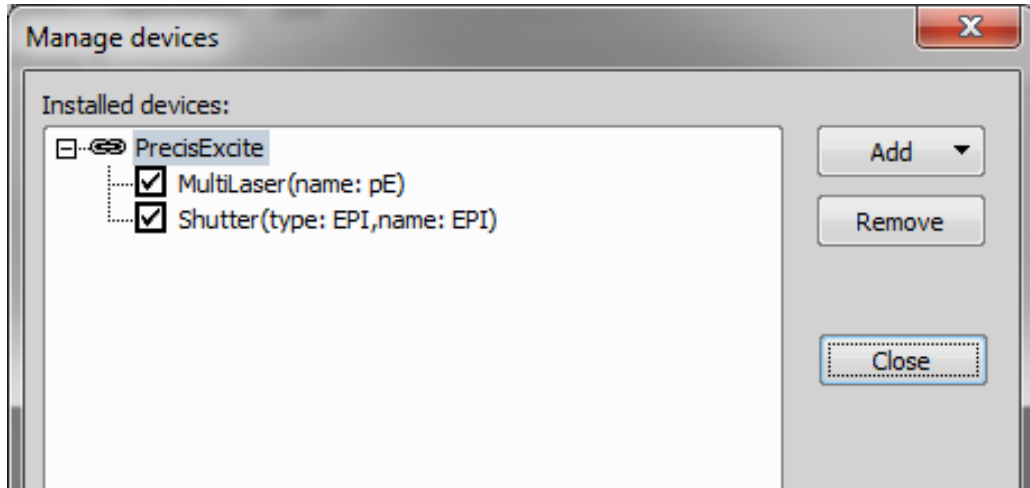 Manage devices
Installed devices:
PrecisExcite
MultiLaser(name: pE)
Shutter(type: EPI,name: EPI)
Add
Remove
Close